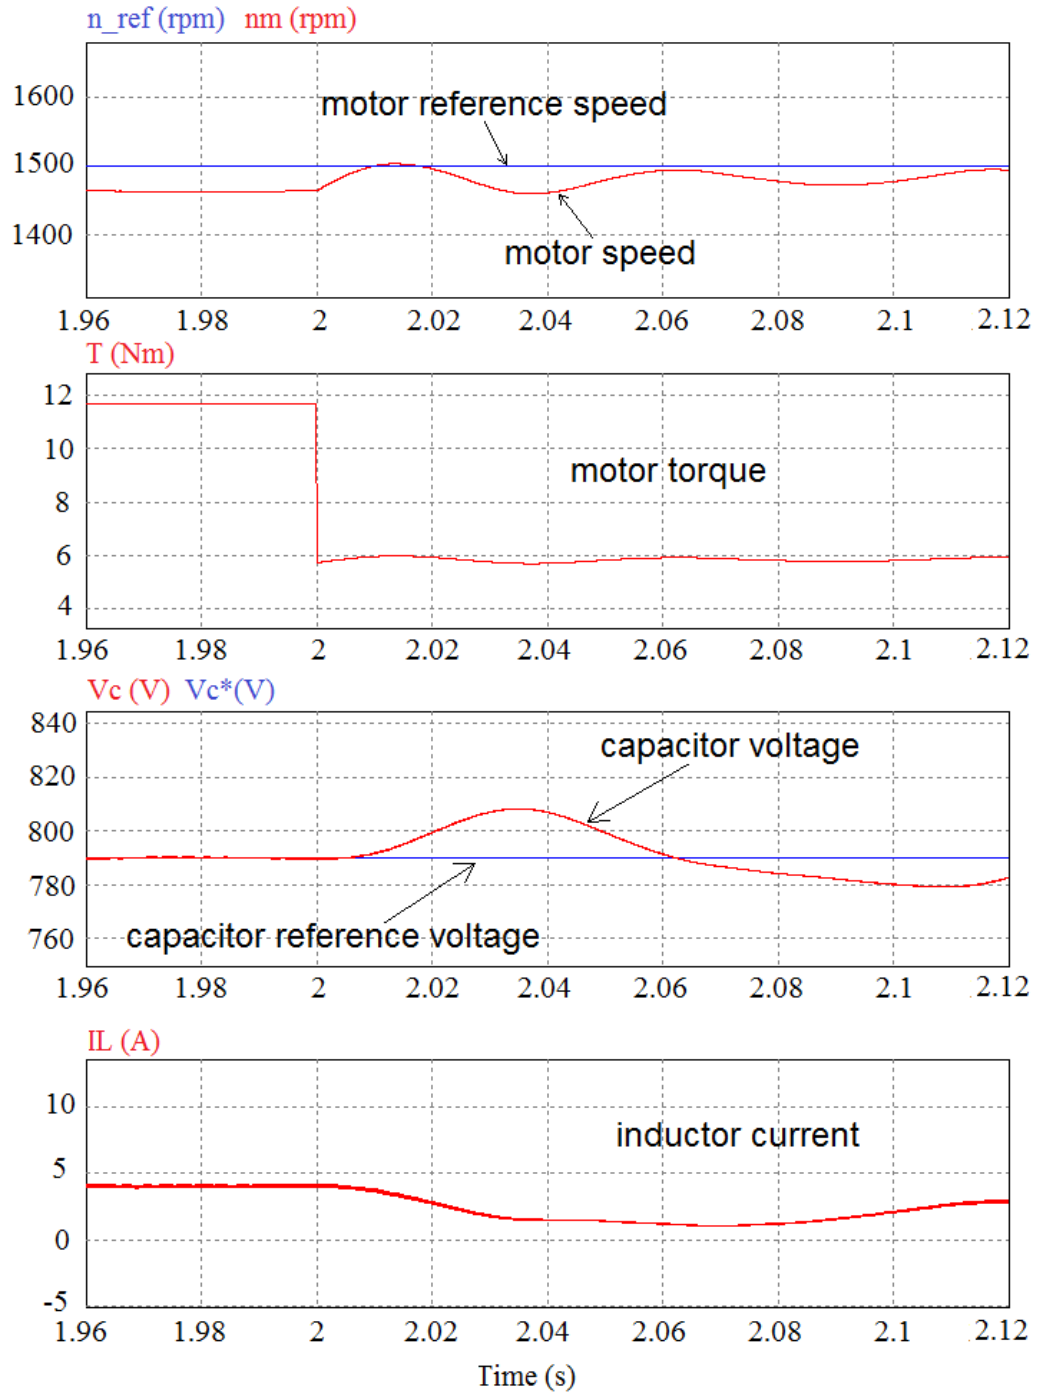 n_ref (rpm) nm (rpm)
1600
motor reference speed
1500
1400
motor speed
1.96 1.98 2 2.02 2.04 2.06 2.08 2.1 2.12
T (Nm)
12
10
motor torque
8
6
4
1.96 1.98 2 2.02 2.04 2.06 2.08 2.1 2.12
Vc (V) Vc*(V)
840
capacitor voltage
820
800
780
capacitor reference voltage
760
1.96 1.98 2 2.02 2.04 2.06 2.08 2.1 2.12
IL (A)
10
inductor current
5
0
-5
1.96 1.98 2 2.02 2.04 2.06 2.08 2.1 2.12
Time (s)